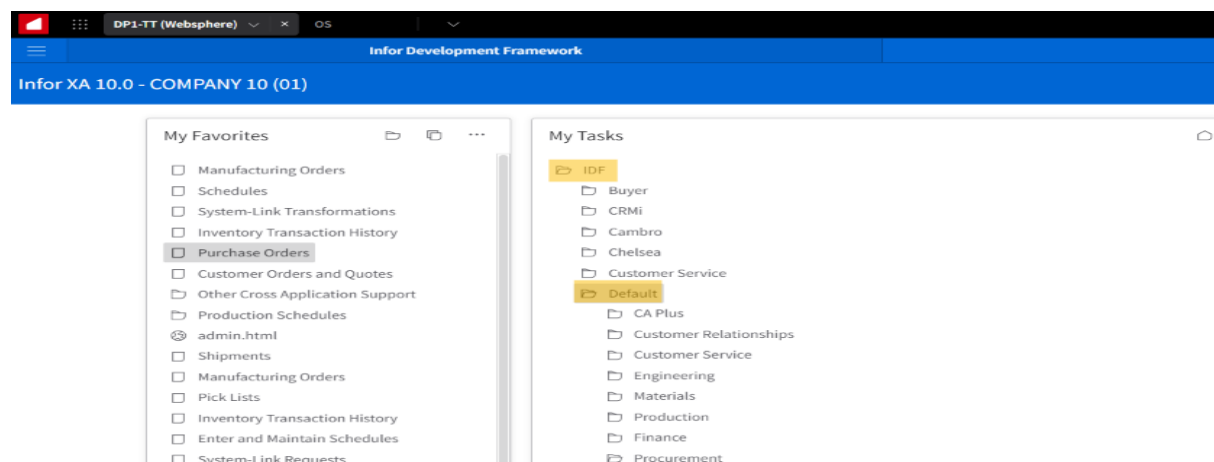 DP1-TT (Websphere) × OS
Infor Development Framework
Infor XA 10.0 - COMPANY 10 (01)
My Favorites
Manufacturing Orders
Schedules
System-Link Transformations
Inventory Transaction History
Purchase Orders
Customer Orders and Quotes
Other Cross Application Support
Production Schedules
admin.html
Shipments
Manufacturing Orders
Pick Lists
Inventory Transaction History
Enter and Maintain Schedules
System-Link Requests
My Tasks
IDF
Buyer
CRMi
Cambro
Chelsea
Customer Service
Default
CA Plus
Customer Relationships
Customer Service
Engineering
Materials
Production
Finance
Procurement